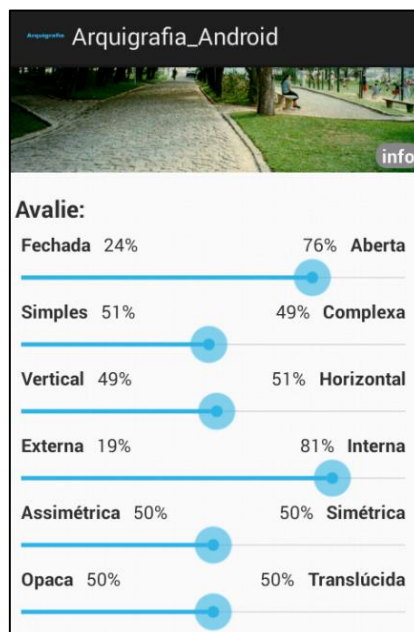 Arquigrafia Arquigrafia_Android
info
Avalie:
Fechada 24% 76% Aberta
Simples 51% 49% Complexa
Vertical 49% 51% Horizontal
Externa 19% 81% Interna
Assimétrica 50% 50% Simétrica
Opaca 50% 50% Translúcida